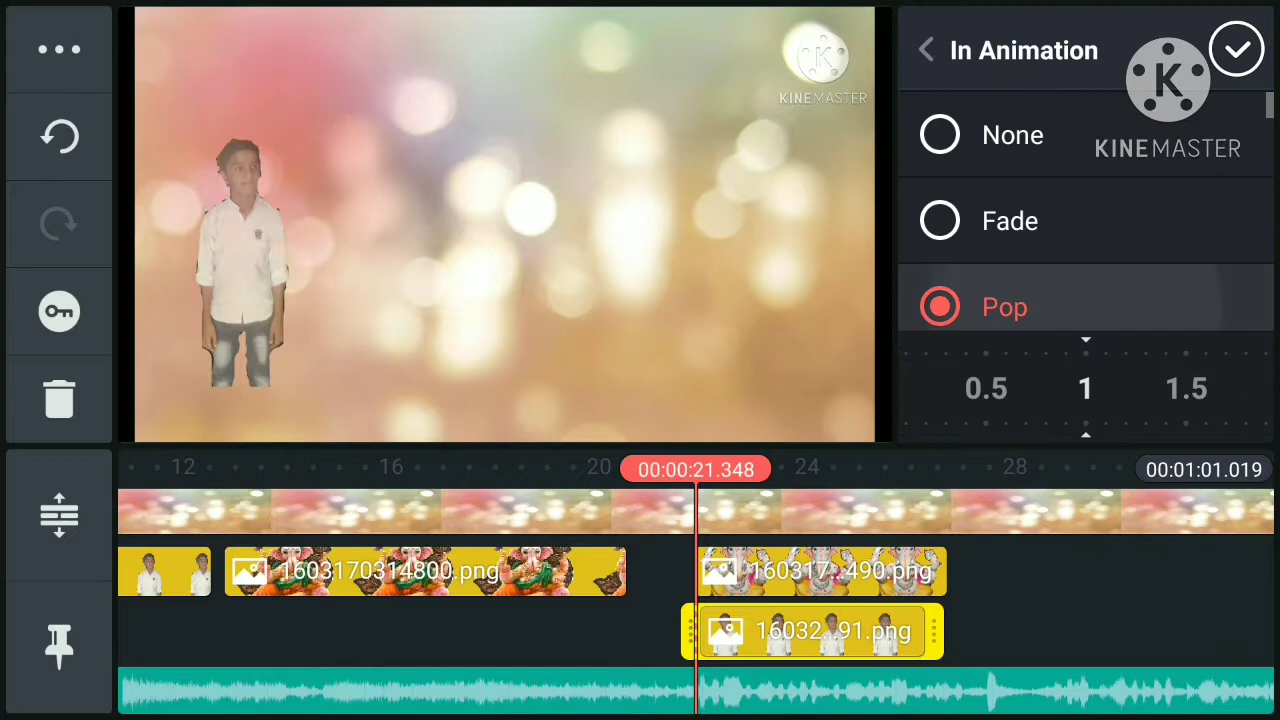 KINEMASTER
In Animation
K
KINEMASTER
None
Fade
Pop
0.5 1 1.5
12 16 20 00:00:21.348 24 28 00:01:01.019
1603170314800.png
160317..490.png
16032..91.png